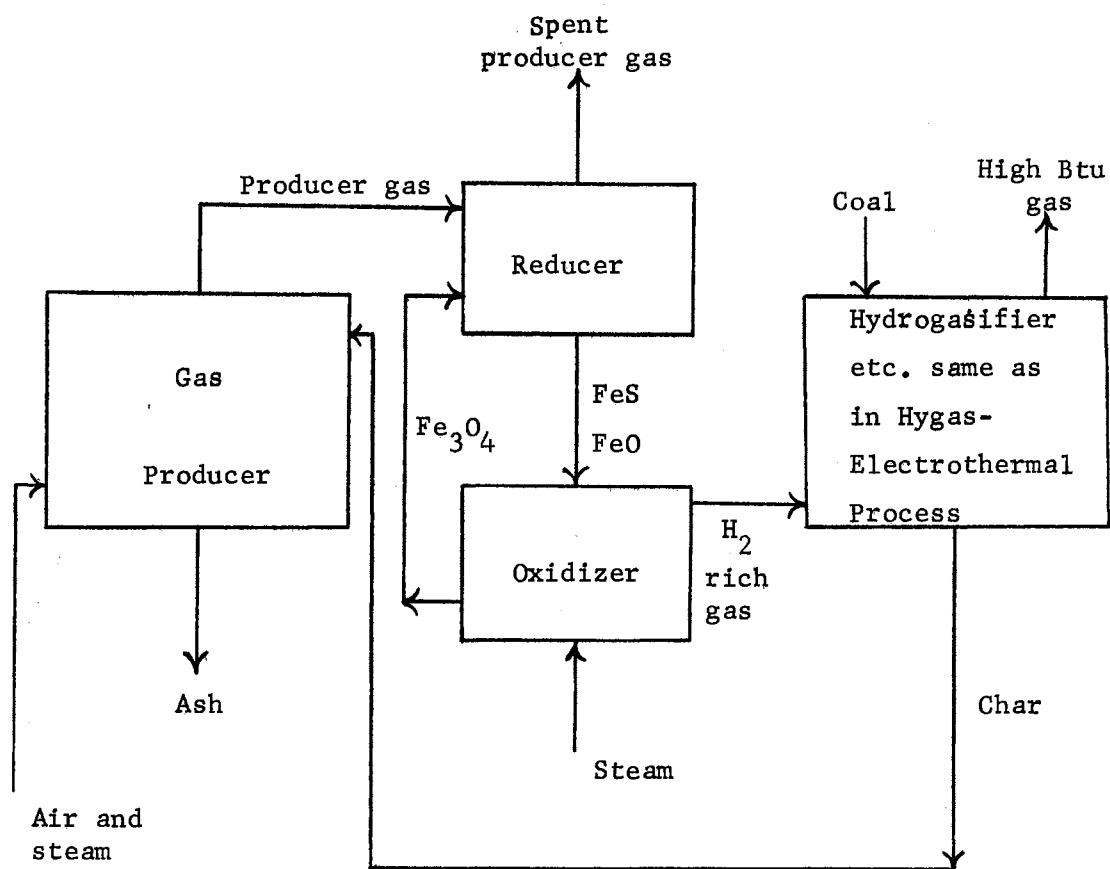 Spent
producer gas
Producer gas
High Btu
gas
Coal
Reducer
Hydrogasifier
etc. same as
in Hygas-
Electrothermal
Process
Gas
Producer
Fe3O4
FeS
FeO
H2
rich
gas
Oxidizer
Ash
Char
Steam
Air and
steam